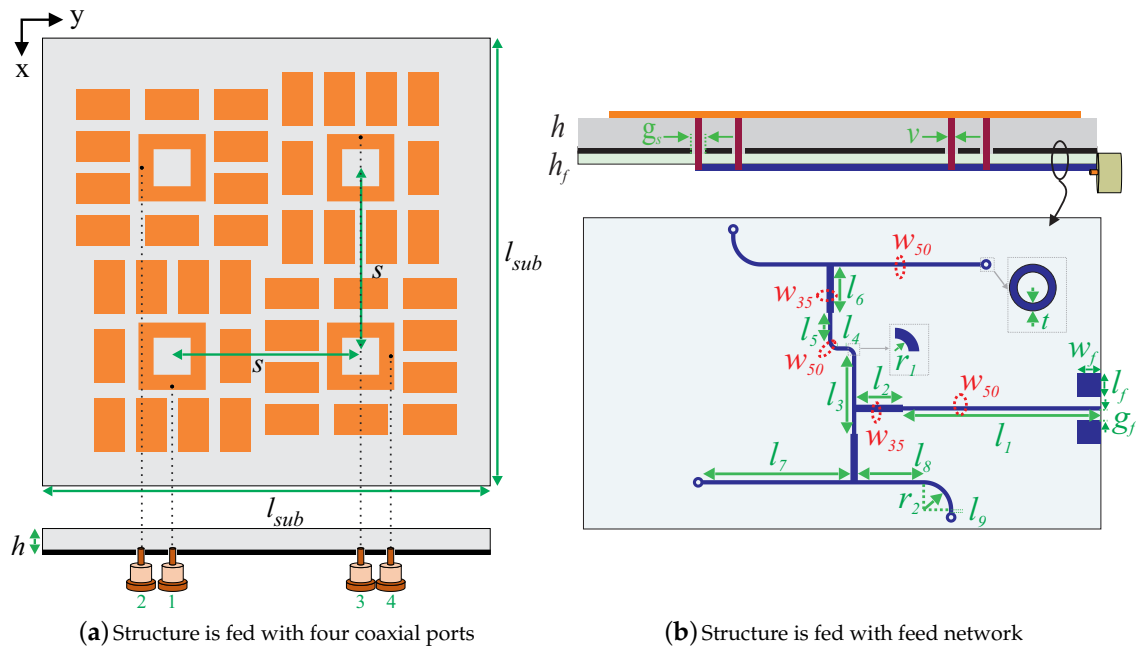 y
x
s
s
l_sub
l_sub
h
2
1
3
4
(a) Structure is fed with four coaxial ports
h
h_f
g_s
v
w_50
w_35
l_6
l_5
l_4
w_50
r_1
t
l_3
l_2
w_50
w_35
l_1
w_f
l_f
g_f
l_7
l_8
r_2
l_9
(b) Structure is fed with feed network